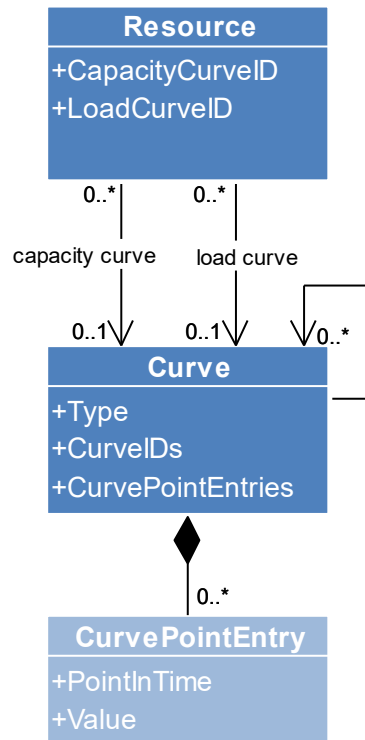 Resource
+CapacityCurveID
+LoadCurveID
0..* 0..*
capacity curve load curve
0..1 0..1 0..*
Curve
+Type
+CurveIDs
+CurvePointEntries
0..*
CurvePointEntry
+PointInTime
+Value